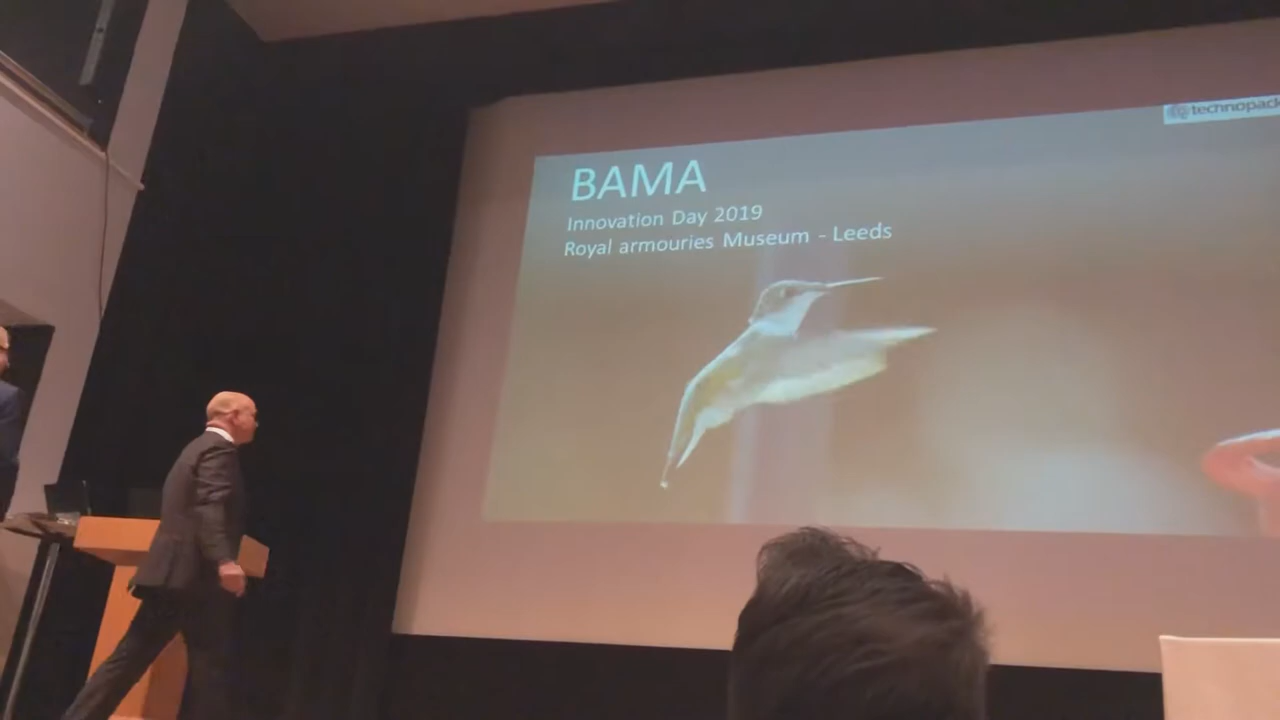 technopack
BAMA
Innovation Day 2019
Royal armouries Museum - Leeds